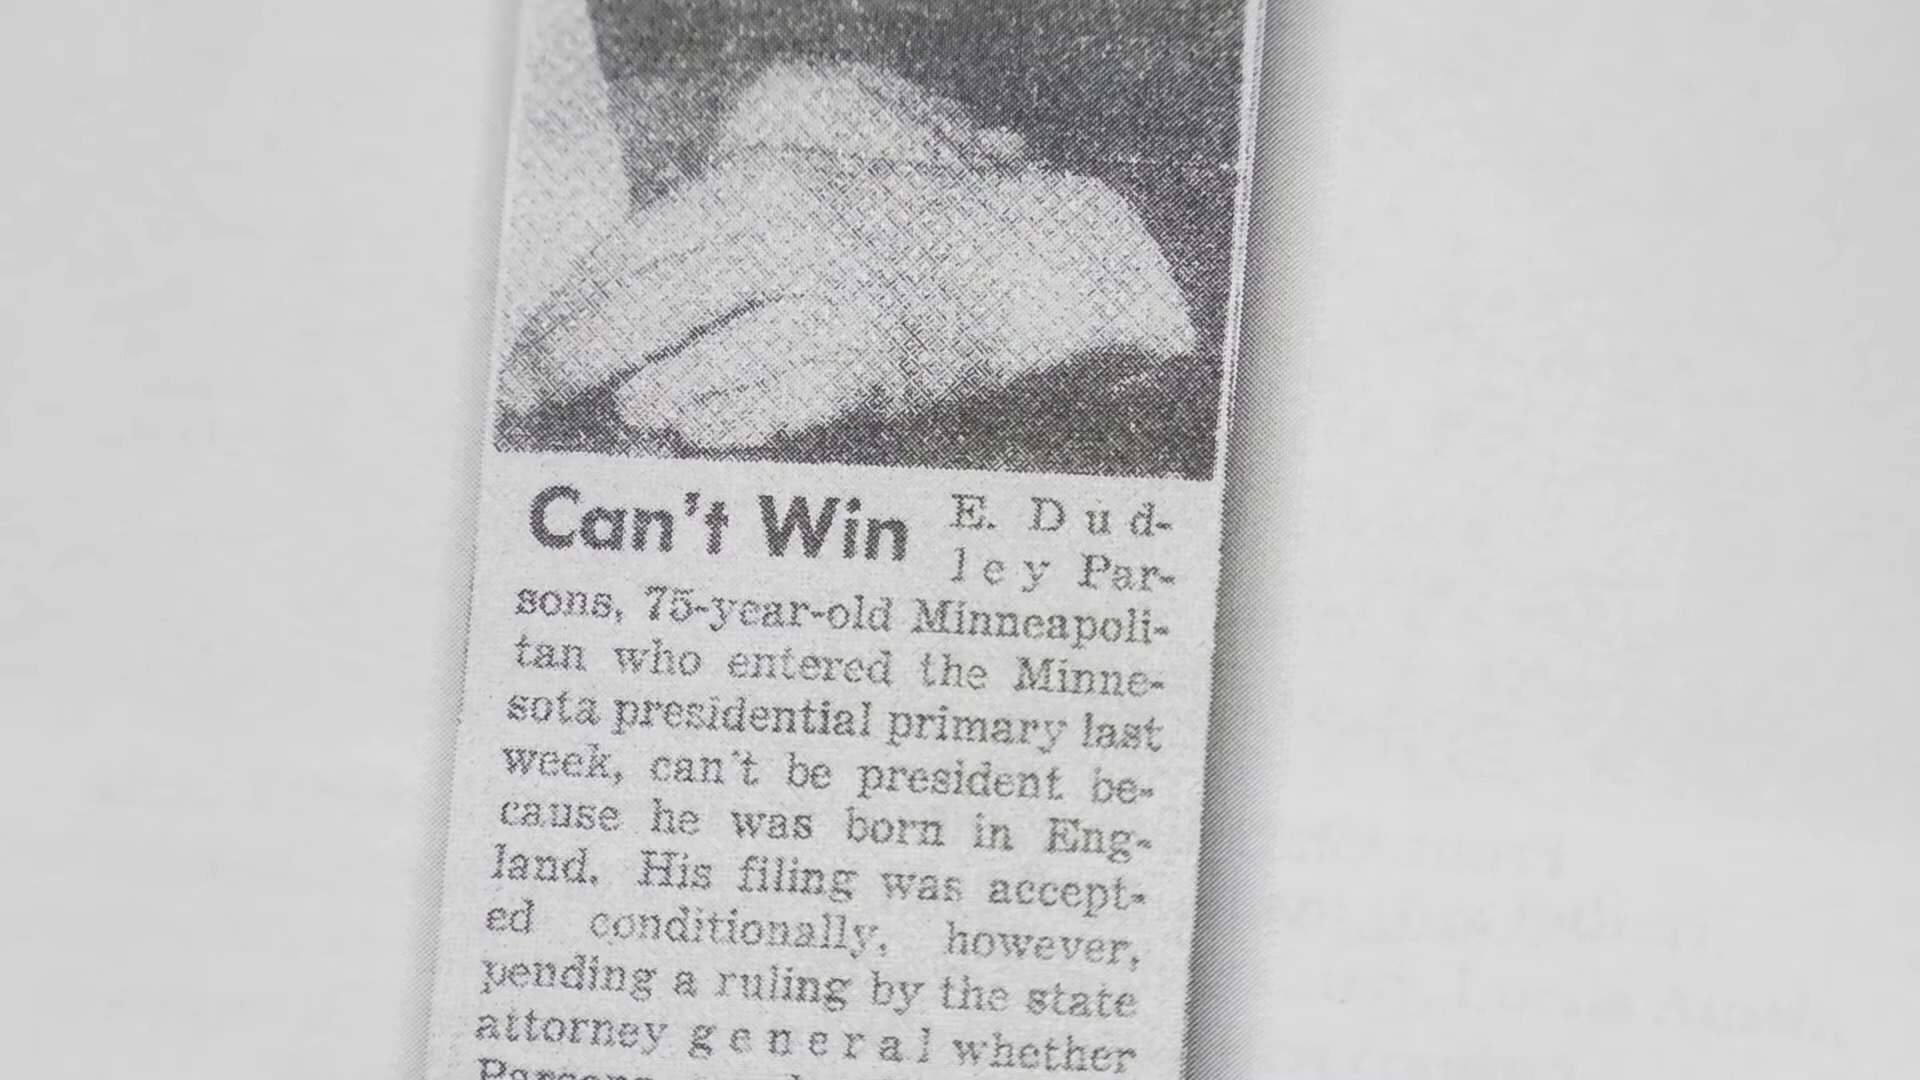 Can't Win E. Dud-
ley Par-
sons, 75-year-old Minneapoli-
tan who entered the Minne-
sota presidential primary last
week, can't be president be-
cause he was born in Eng-
land. His filing was accept-
ed conditionally, however,
pending a ruling by the state
attorney general whether
Parsons